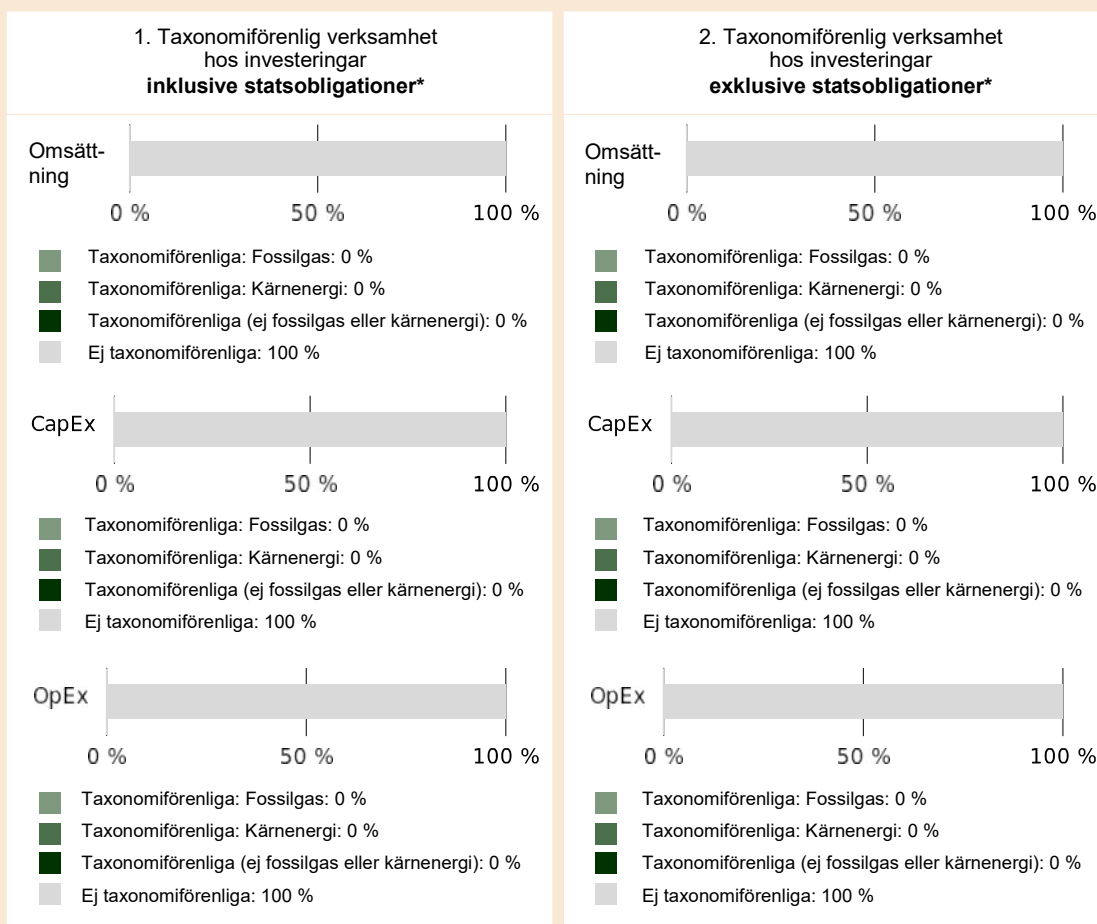 1. Taxonomiförenlig verksamhet
hos investeringar
inklusive statsobligationer*
Omsätt-
ning
0 % 50 % 100 %
Taxonomiförenliga: Fossilgas: 0 %
Taxonomiförenliga: Kärnenergi: 0 %
Taxonomiförenliga (ej fossilgas eller kärnenergi): 0 %
Ej taxonomiförenliga: 100 %
CapEx
0 % 50 % 100 %
Taxonomiförenliga: Fossilgas: 0 %
Taxonomiförenliga: Kärnenergi: 0 %
Taxonomiförenliga (ej fossilgas eller kärnenergi): 0 %
Ej taxonomiförenliga: 100 %
OpEx
0 % 50 % 100 %
Taxonomiförenliga: Fossilgas: 0 %
Taxonomiförenliga: Kärnenergi: 0 %
Taxonomiförenliga (ej fossilgas eller kärnenergi): 0 %
Ej taxonomiförenliga: 100 %
2. Taxonomiförenlig verksamhet
hos investeringar
exklusive statsobligationer*
Omsätt-
ning
0 % 50 % 100 %
Taxonomiförenliga: Fossilgas: 0 %
Taxonomiförenliga: Kärnenergi: 0 %
Taxonomiförenliga (ej fossilgas eller kärnenergi): 0 %
Ej taxonomiförenliga: 100 %
CapEx
0 % 50 % 100 %
Taxonomiförenliga: Fossilgas: 0 %
Taxonomiförenliga: Kärnenergi: 0 %
Taxonomiförenliga (ej fossilgas eller kärnenergi): 0 %
Ej taxonomiförenliga: 100 %
OpEx
0 % 50 % 100 %
Taxonomiförenliga: Fossilgas: 0 %
Taxonomiförenliga: Kärnenergi: 0 %
Taxonomiförenliga (ej fossilgas eller kärnenergi): 0 %
Ej taxonomiförenliga: 100 %